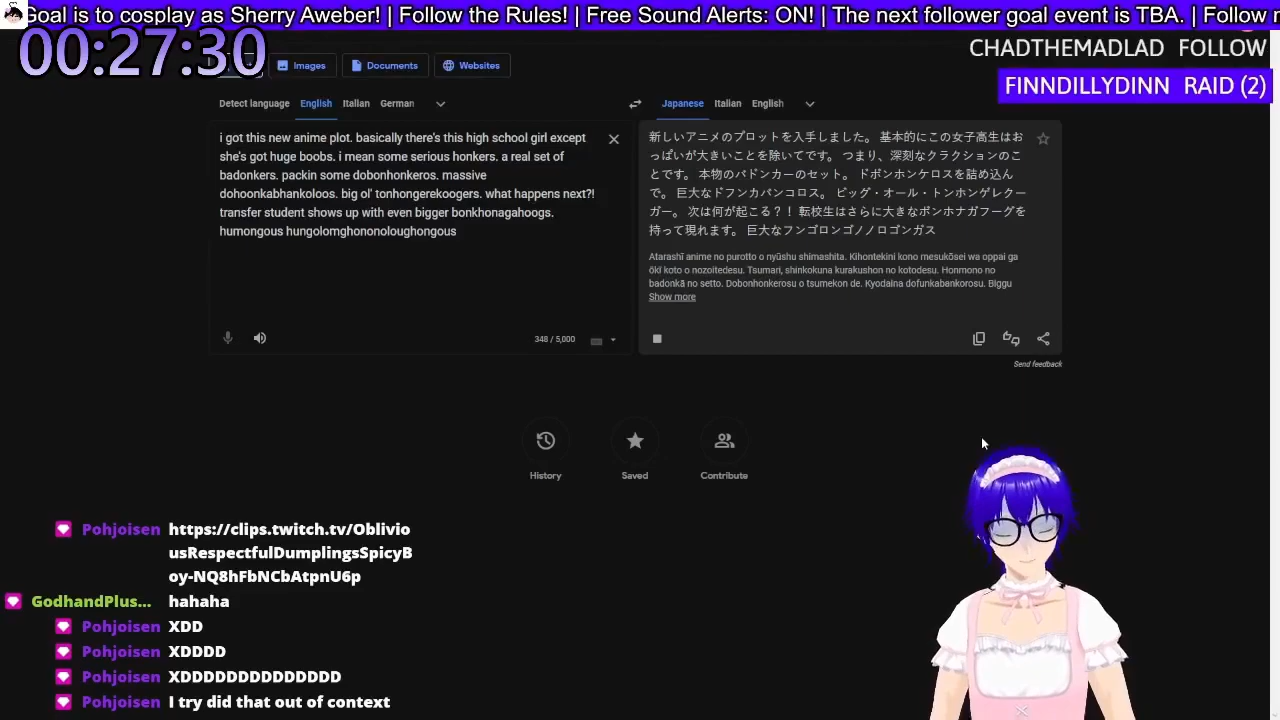 Goal is to cosplay as Sherry Aweber! | Follow the Rules! | Free Sound Alerts: ON! | The next follower goal event is TBA. | Follow
00:27:30
CHADTHEMADLAD FOLLOW
FINNDILLYDINN RAID (2)
Images
Documents
Websites
Detect language
English
Italian
German
Japanese
Italian
English
i got this new anime plot. basically there's this high school girl except
she's got huge boobs. i mean some serious honkers. a real set of
badonkers. packin some dobonhonkeros. massive
dohoonkabhankoloos. big ol' tonhongerekoogers. what happens next?!
transfer student shows up with even bigger bonkhonagahoogs.
humongous hungolomghononoloughongous
348 / 5,000
新しいアニメのプロットを入手しました。 基本的にこの女子高生はお
っぱいが大きいことを除いてです。 つまり、深刻なクラクションのこ
とです。 本物のバドンカーのセット。 ドボンホンケロスを詰め込ん
で。 巨大なドフンカバンコロス。 ビッグ・オール・トンホンゲレクー
ガー。 次は何が起こる？！ 転校生はさらに大きなボンホナガフーグを
持って現れます。 巨大なフンゴロンゴノノロゴンガス
Atarashī anime no purotto o nyūshu shimashita. Kihontekini kono mesukōsei wa oppai ga
ōkī koto o nozoitedesu. Tsumari, shinkokuna kurakushon no kotodesu. Honmono no
badonkā no setto. Dobonhonkerosu o tsumekon de. Kyodaina dofunkabankorosu. Biggu
Show more
Send feedback
History
Saved
Contribute
Pohjoisen https://clips.twitch.tv/Oblivio
usRespectfulDumplingsSpicyB
oy-NQ8hFbNCbAtpnU6p
GodhandPlus... hahaha
Pohjoisen XDD
Pohjoisen XDDDD
Pohjoisen XDDDDDDDDDDDDDD
Pohjoisen I try did that out of context